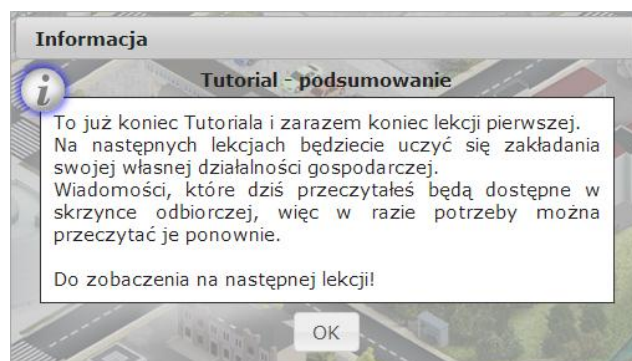 Informacja
Tutorial - podsumowanie
To już koniec Tutoriala i zarazem koniec lekcji pierwszej.
Na następnych lekcjach będziecie uczyć się zakładania
swojej własnej działalności gospodarczej.
Wiadomości, które dziś przeczytałeś będą dostępne w
skrzynce odbiorczej, więc w razie potrzeby można
przeczytać je ponownie.
Do zobaczenia na następnej lekcji!
OK